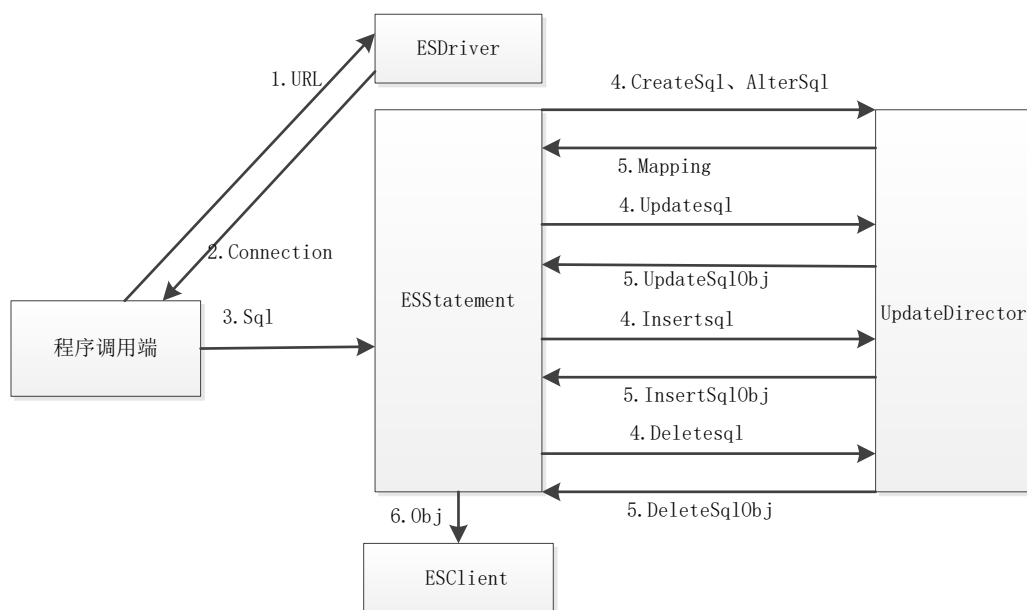 ESDriver
1.URL
4.CreateSql、AlterSql
5.Mapping
4.Updatesql
2.Connection
5.UpdateSqlObj
ESStatement
UpdateDirector
3.Sql
4.Insertsql
程序调用端
5.InsertSqlObj
4.Deletesql
6.Obj
5.DeleteSqlObj
ESClient